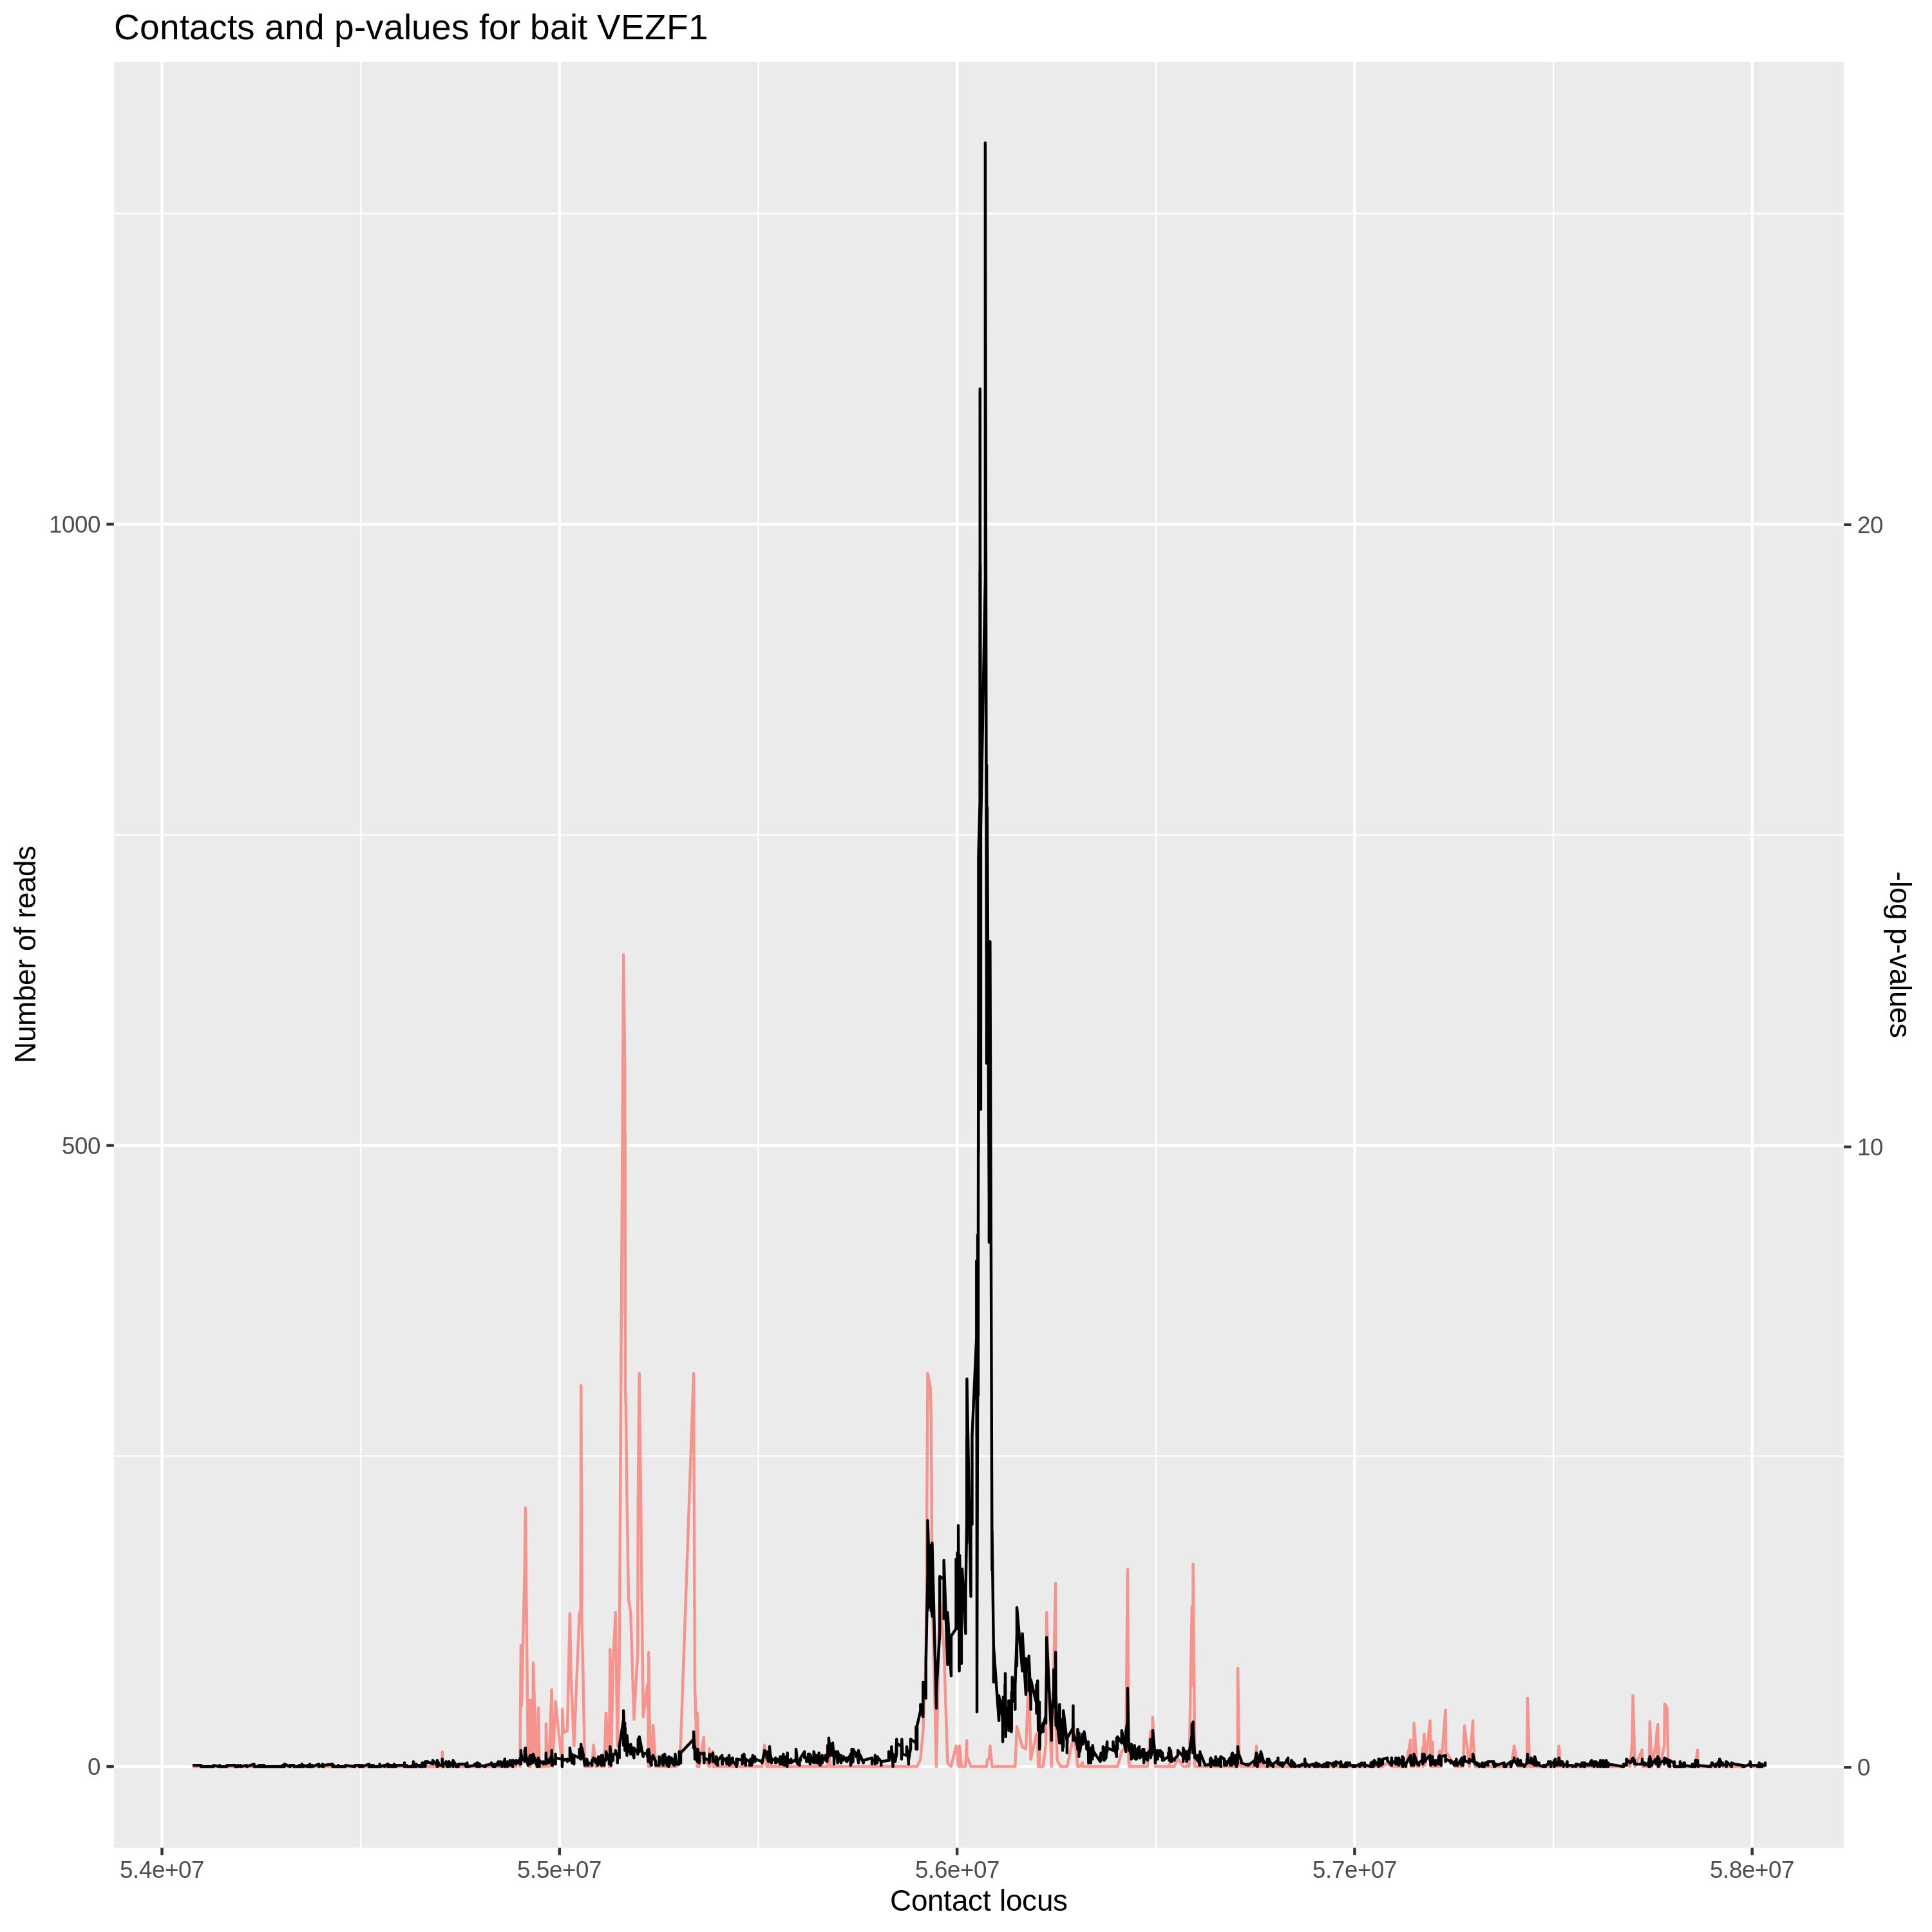 Contacts and p-values for bait VEZF1
1000
500
0
Number of reads
20
10
0
-log p-values
5.4e+07
5.5e+07
5.6e+07
5.7e+07
5.8e+07
Contact locus